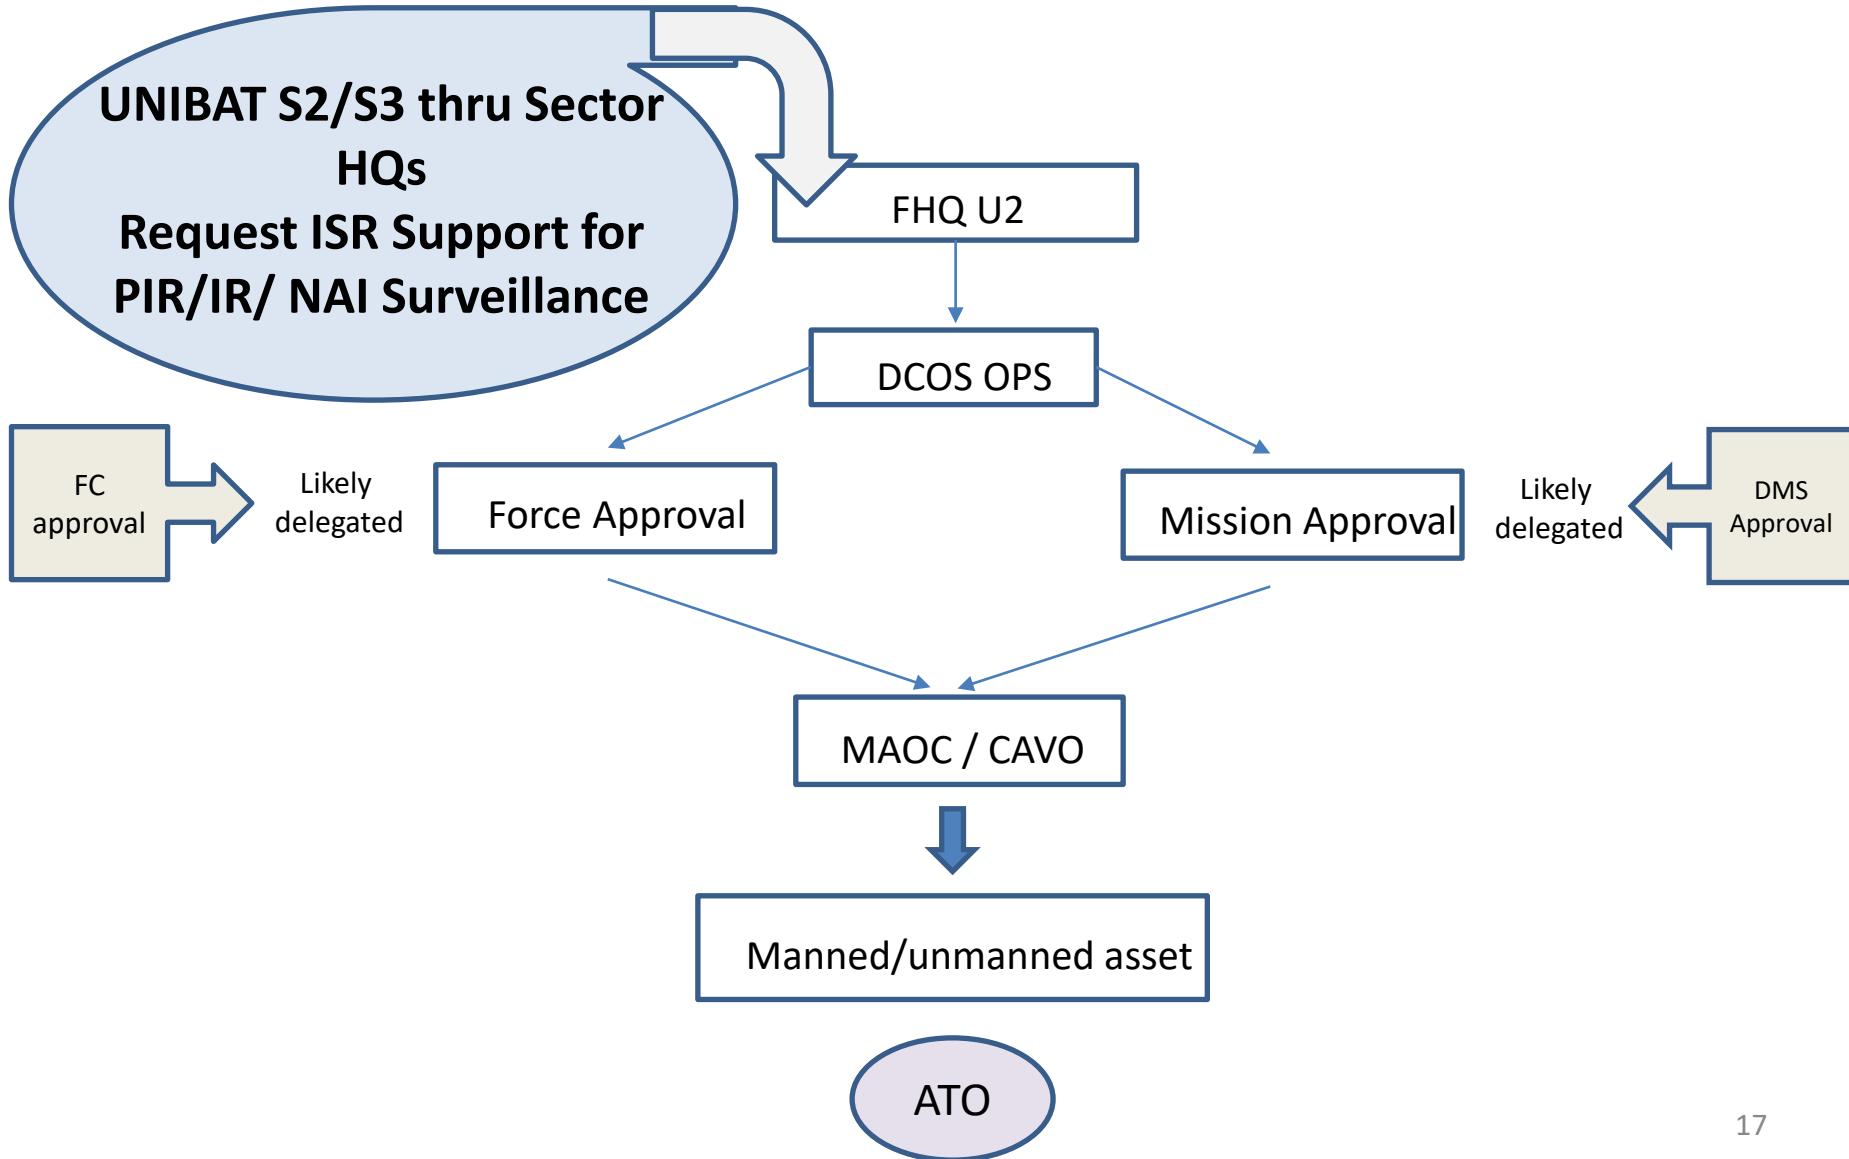 UNIBAT S2/S3 thru Sector
HQs
Request ISR Support for
PIR/IR/ NAI Surveillance
FHQ U2
DCOS OPS
FC
approval
Likely
delegated
Force Approval
Mission Approval
Likely
delegated
DMS
Approval
MAOC / CAVO
Manned/unmanned asset
ATO
17